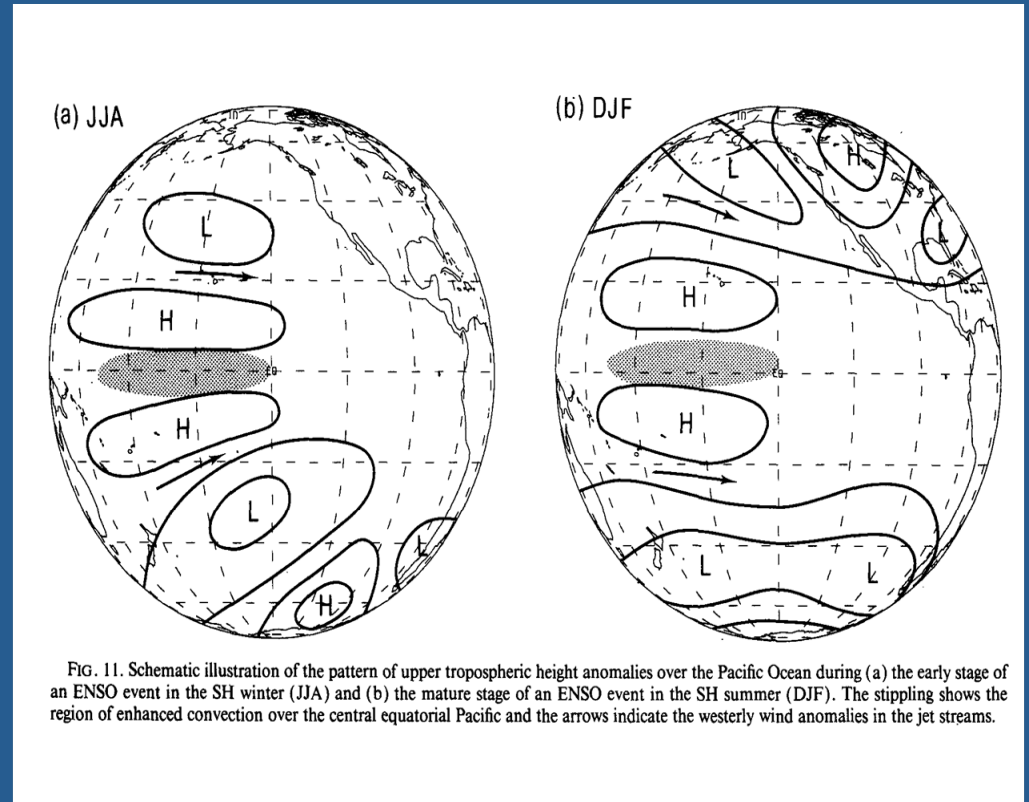 (a) JJA
(b) DJF
L
H
H
L
H
L
L
H
L
H
H
L
L
EQ
EQ
FIG. 11. Schematic illustration of the pattern of upper tropospheric height anomalies over the Pacific Ocean during (a) the early stage of
an ENSO event in the SH winter (JJA) and (b) the mature stage of an ENSO event in the SH summer (DJF). The stippling shows the
region of enhanced convection over the central equatorial Pacific and the arrows indicate the westerly wind anomalies in the jet streams.